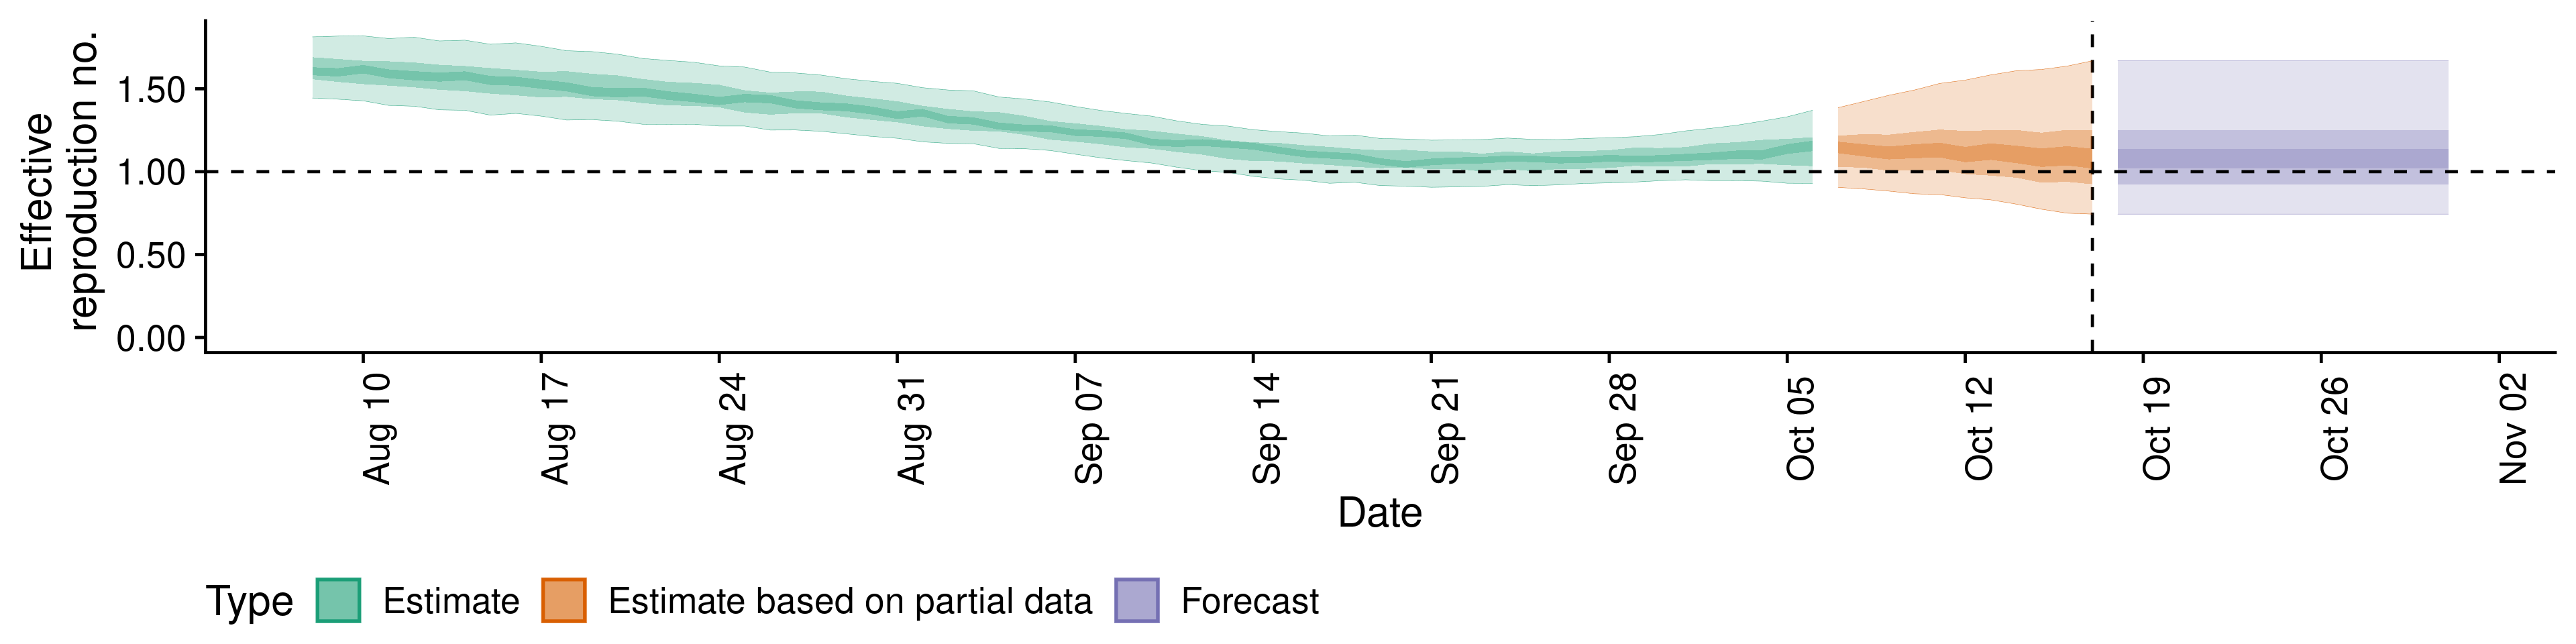 Effective
reproduction no.
1.50
1.00
0.50
0.00
Aug 10
Aug 17
Aug 24
Aug 31
Sep 07
Sep 14
Sep 21
Sep 28
Oct 05
Oct 12
Oct 19
Oct 26
Nov 02
Date
Type Estimate Estimate based on partial data Forecast